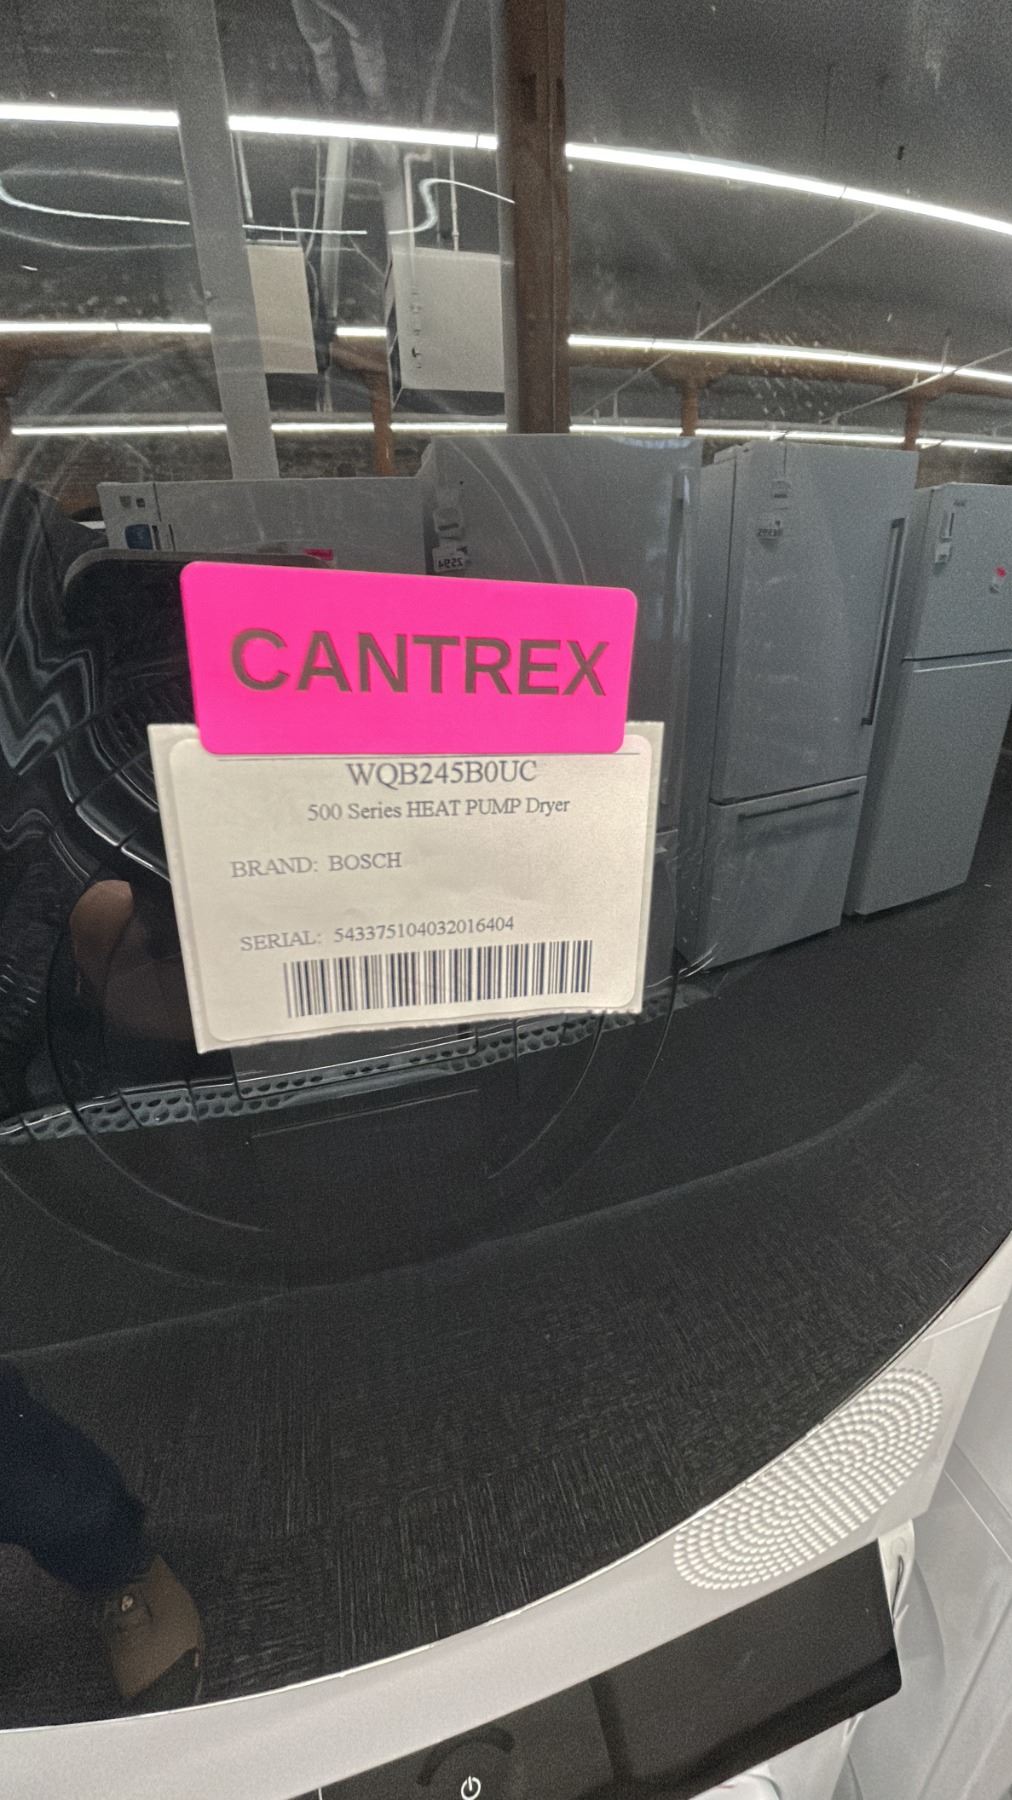 CANTREX
WQB245B0UC
500 Series HEAT PUMP Dryer
BRAND: BOSCH
SERIAL: 543375104032016404